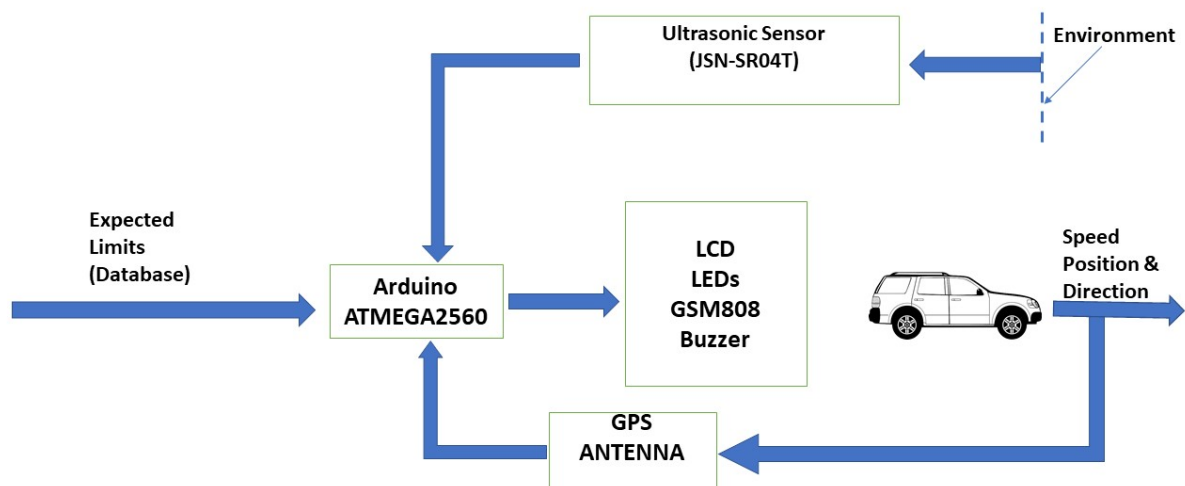 Ultrasonic Sensor
(JSN-SR04T)
Environment
Expected
Limits
(Database)
Arduino
ATMEGA2560
LCD
LEDs
GSM808
Buzzer
Speed
Position &
Direction
GPS
ANTENNA